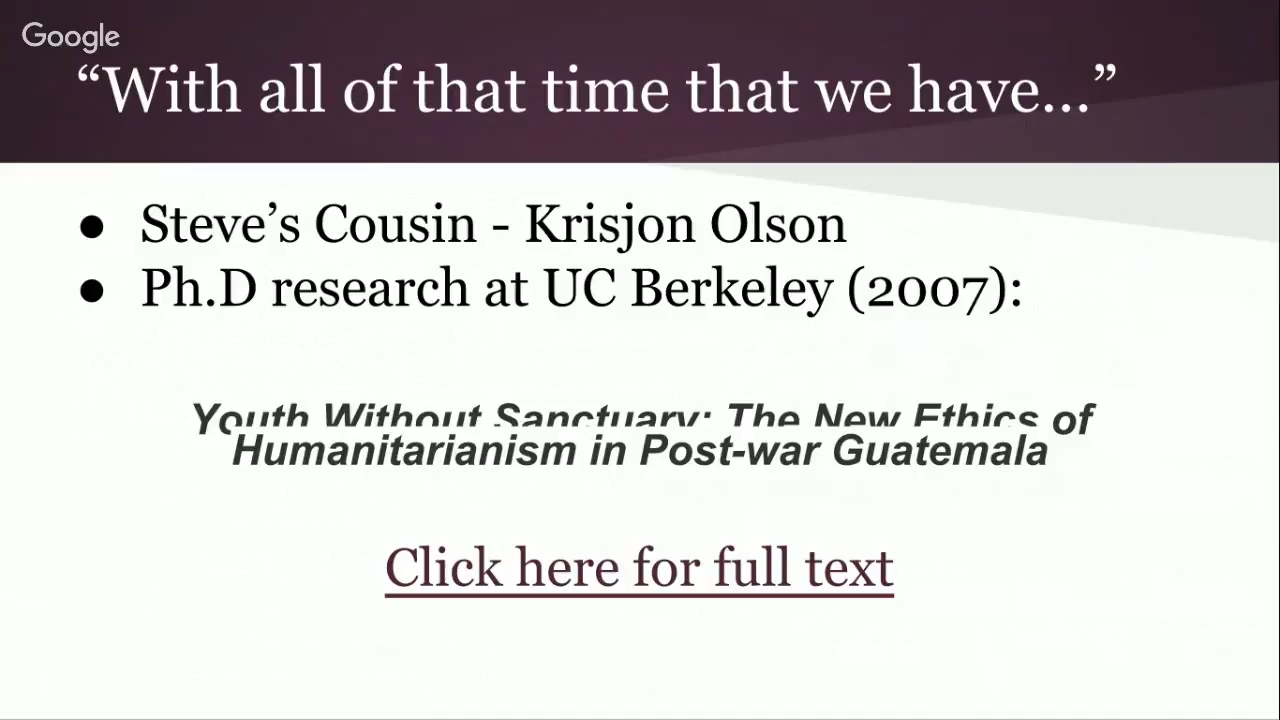 Google
“With all of that time that we have...”
● Steve’s Cousin - Krisjon Olson
● Ph.D research at UC Berkeley (2007):
Youth Without Sanctuary: The New Ethics of
Humanitarianism in Post-war Guatemala
Click here for full text